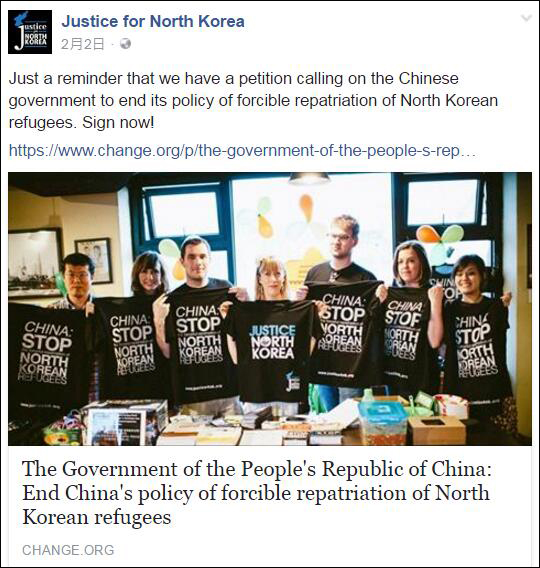 Justice
for
NORTH
KOREA
Justice for North Korea
2月2日
Just a reminder that we have a petition calling on the Chinese
government to end its policy of forcible repatriation of North Korean
refugees. Sign now!
https://www.change.org/p/the-government-of-the-people-s-rep…
CHINA:
STOP
NORTH
KOREAN
REFUGEES
CHINA:
STOP
NORTH
KOREAN
REFUGEES
CHINA:
STOP
NORTH
KOREAN
REFUGEES
JUSTICE
NORTH
KOREA
CHINA:
STOP
NORTH
KOREAN
REFUGEES
CHINA:
STOP
NORTH
KOREAN
REFUGEES
CHINA
STOP
NORTH
KOREAN
REFUGEES
The Government of the People's Republic of China:
End China's policy of forcible repatriation of North
Korean refugees
CHANGE.ORG